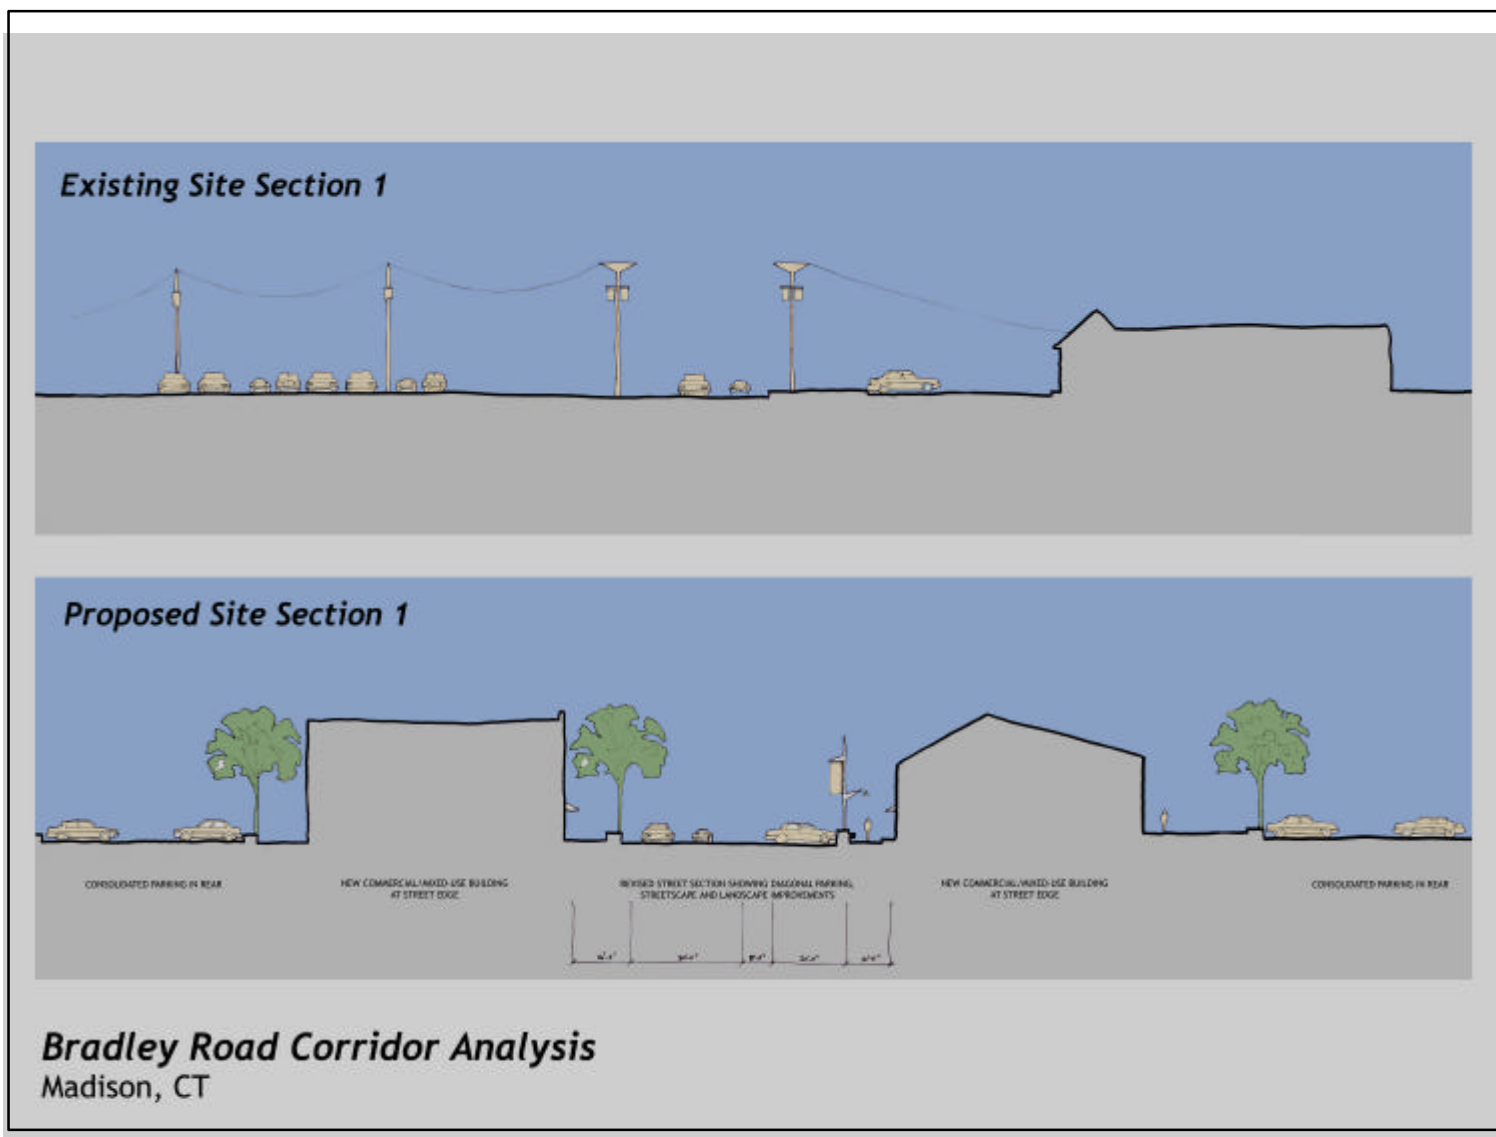 Existing Site Section 1
Proposed Site Section 1
CONSOLIDATED PARKING IN REAR
NEW COMMERCIAL/MIXED-USE BUILDING
AT STREET EDGE
REVISED STREET SECTION SHOWING DIAGONAL PARKING,
STREETSCAPE AND LANDSCAPE IMPROVEMENTS
NEW COMMERCIAL/MIXED-USE BUILDING
AT STREET EDGE
CONSOLIDATED PARKING IN REAR
Bradley Road Corridor Analysis
Madison, CT